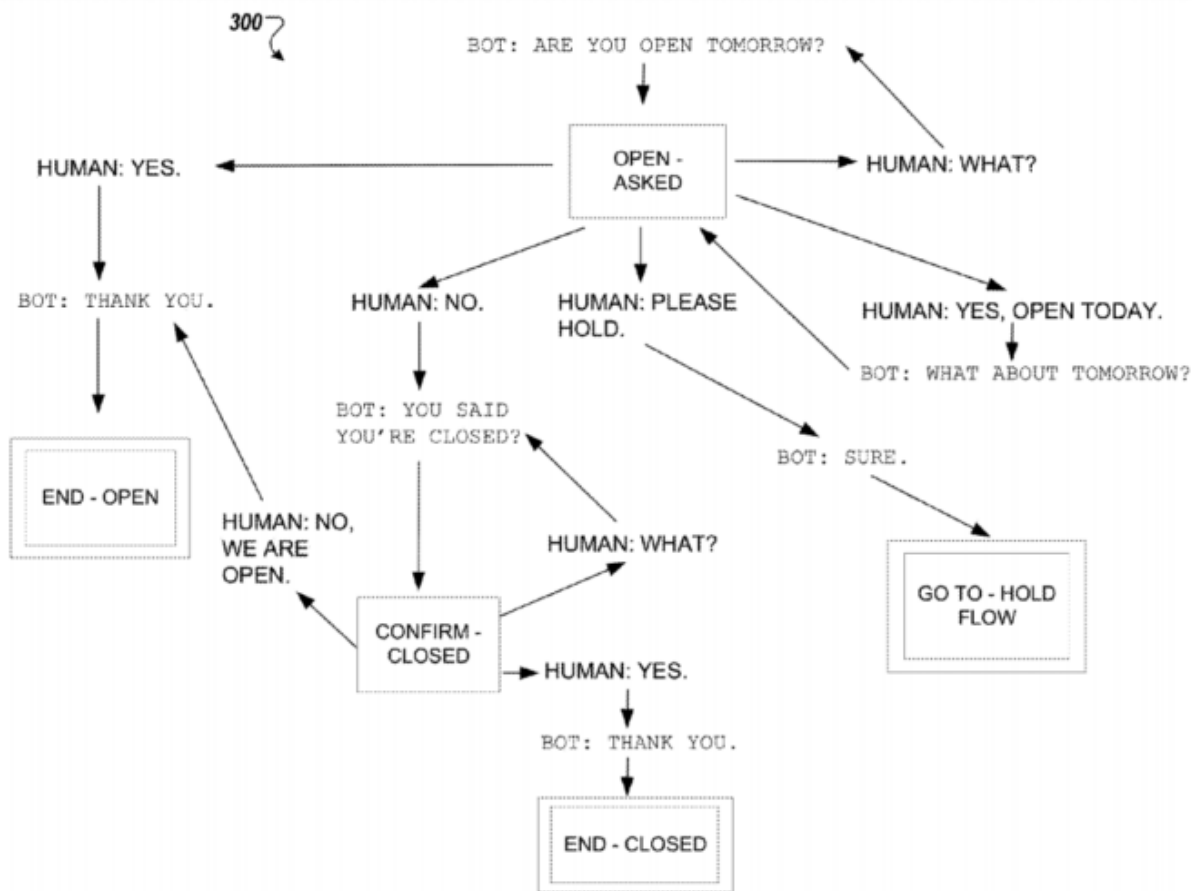 300
BOT: ARE YOU OPEN TOMORROW?
OPEN -
ASKED
HUMAN: YES.
HUMAN: WHAT?
BOT: THANK YOU.
HUMAN: NO.
HUMAN: PLEASE
HOLD.
HUMAN: YES, OPEN TODAY.
BOT: WHAT ABOUT TOMORROW?
BOT: YOU SAID
YOU'RE CLOSED?
BOT: SURE.
END - OPEN
HUMAN: NO,
WE ARE
OPEN.
HUMAN: WHAT?
GO TO - HOLD
FLOW
CONFIRM -
CLOSED
HUMAN: YES.
BOT: THANK YOU.
END - CLOSED